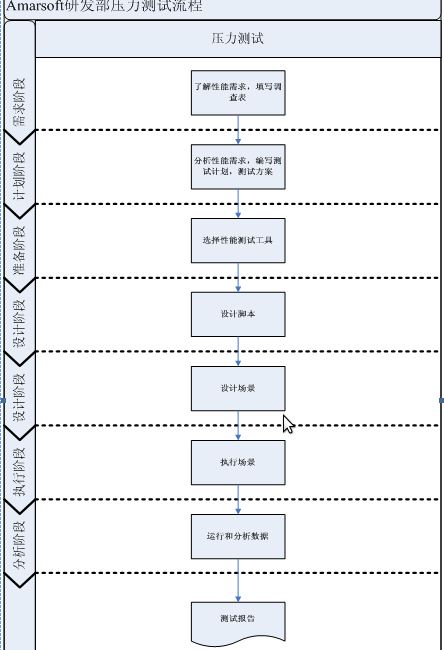 Amarsoft研发部压力测试流程
压力测试
需求阶段
了解性能需求，填写调
查表
计划阶段
分析性能需求，编写测
试计划，测试方案
准备阶段
选择性能测试工具
设计阶段
设计脚本
设计阶段
设计场景
执行阶段
执行场景
分析阶段
运行和分析数据
测试报告